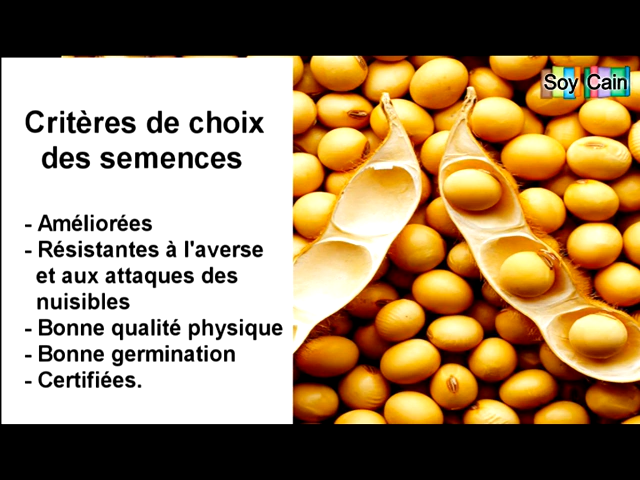 Soy Cain
Critères de choix
des semences
- Améliorées
- Résistantes à l'averse
et aux attaques des
nuisibles
- Bonne qualité physique
- Bonne germination
- Certifiées.